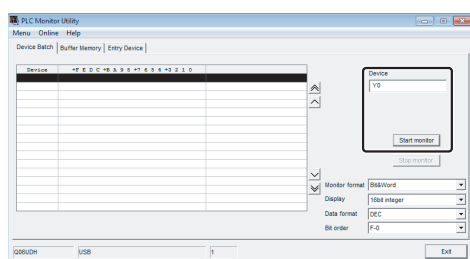 PLC Monitor Utility
Menu Online Help
Device Batch Buffer Memory Entry Device
Device +F E D C +B A 9 8 +7 6 5 4 +3 2 1 0
Device
Y0
Start monitor
Stop monitor
Monitor format Bit&Word
Display 16bit integer
Data format DEC
Bit order F-0
Q06UDH USB 1 Exit